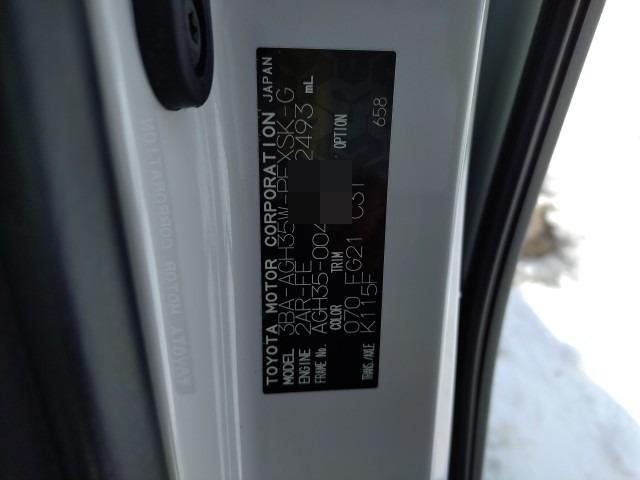 TOYOTA MOTOR CORPORATION JAPAN
MODEL 3BA-AGH35W-PFXSK-G
ENGINE 2AR-FE 2493 mL
FRAME No. AGH35-004
COLOR TRIM OPTION
070 FG21 C31
TRANS./AXLE K115F 658